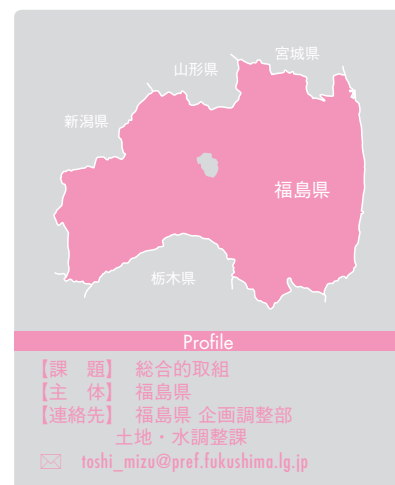 宮城県
山形県
新潟県
福島県
栃木県
Profile
【課　題】　総合的取組
【主　体】　福島県
【連絡先】　福島県 企画調整部
土地・水調整課
✉ toshi_mizu@pref.fukushima.lg.jp